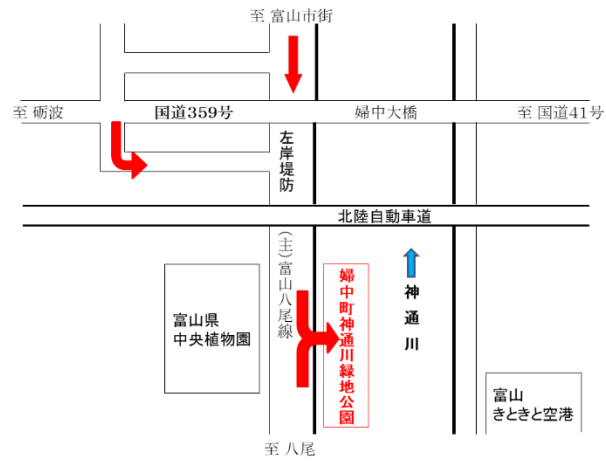 至 富山市街
至 砺波
国道359号
婦中大橋
至 国道41号
左岸堤防
北陸自動車道
(主)富山八尾線
婦中町神通川緑地公園
神通川
富山県
中央植物園
富山
きときと空港
至 八尾